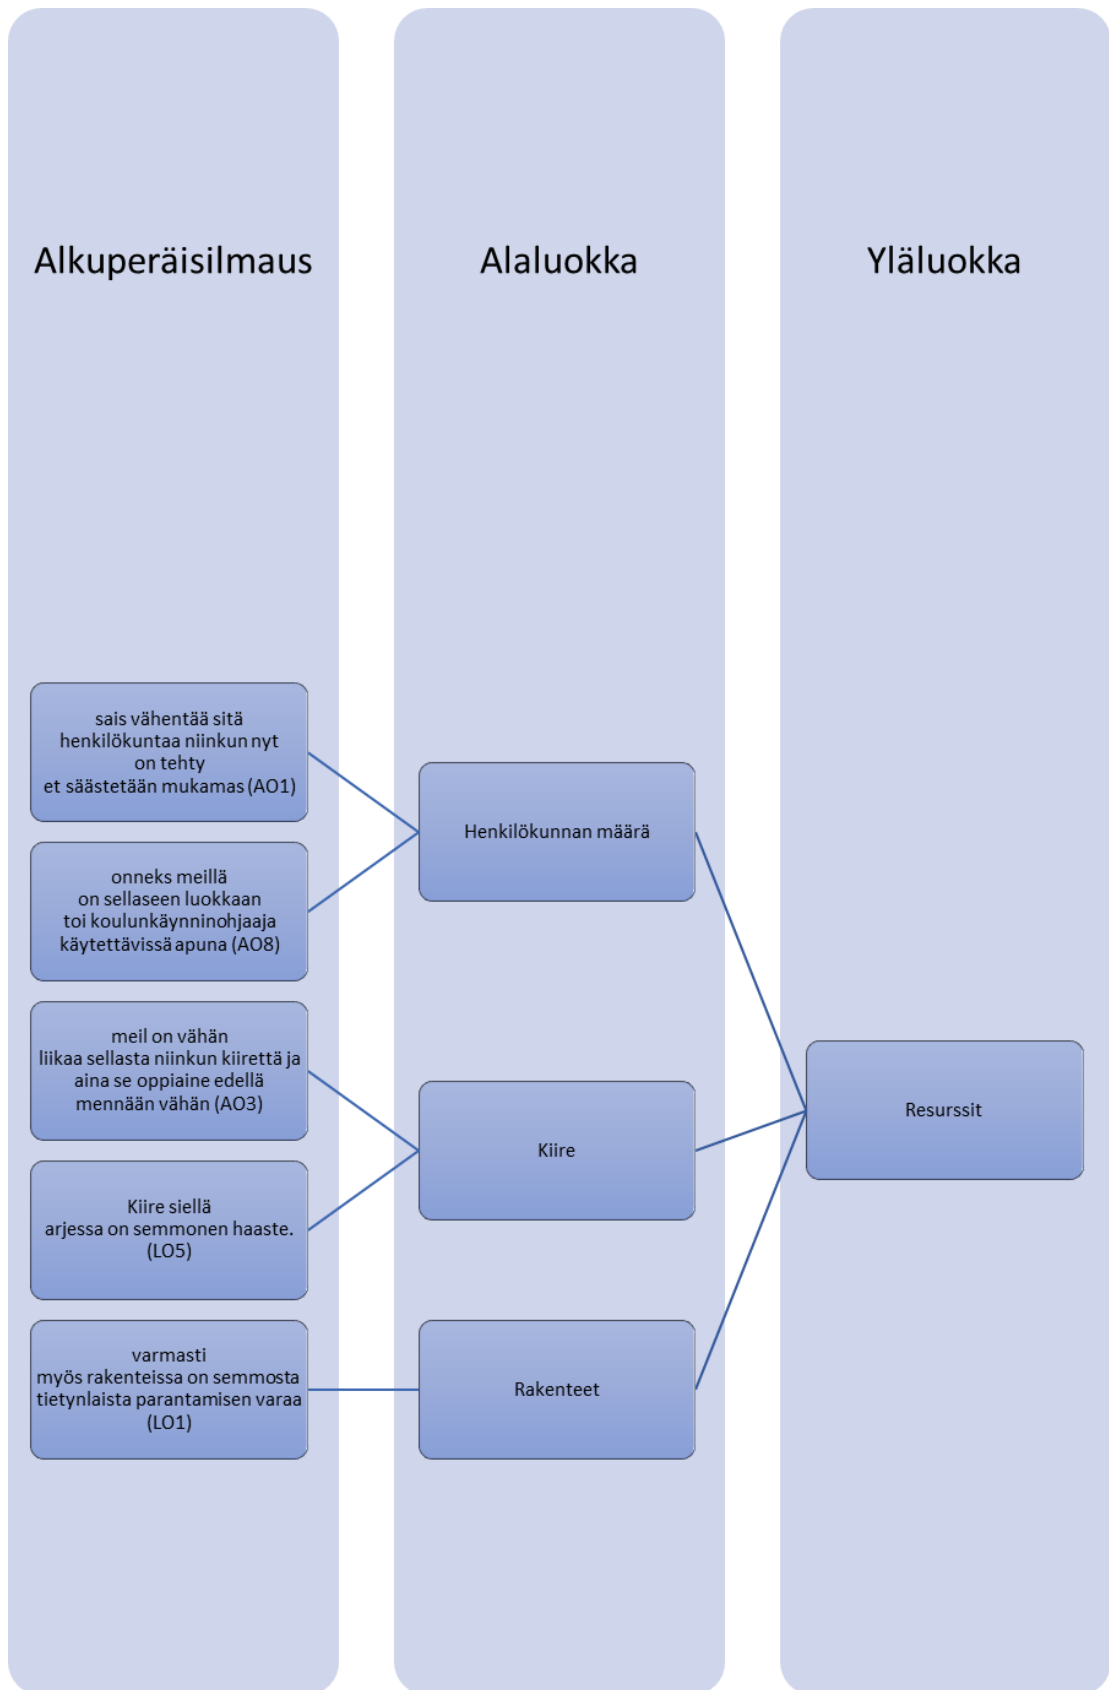 Alkuperäisilmaus
Alaluokka
Yläluokka
sais vähentää sitä
henkilökuntaa niinkun nyt
on tehty
et säästetään mukamas (AO1)
onneks meillä
on sellaseen luokkaan
toi koulunkäynninohjaaja
käytettävissä apuna (AO8)
meil on vähän
liikaa sellasta niinkun kiirettä ja
aina se oppiaine edellä
mennään vähän (AO3)
Kiire siellä
arjessa on semmonen haaste.
(LO5)
varmasti
myös rakenteissa on semmosta
tietynlaista parantamisen varaa
(LO1)
Henkilökunnan määrä
Kiire
Rakenteet
Resurssit